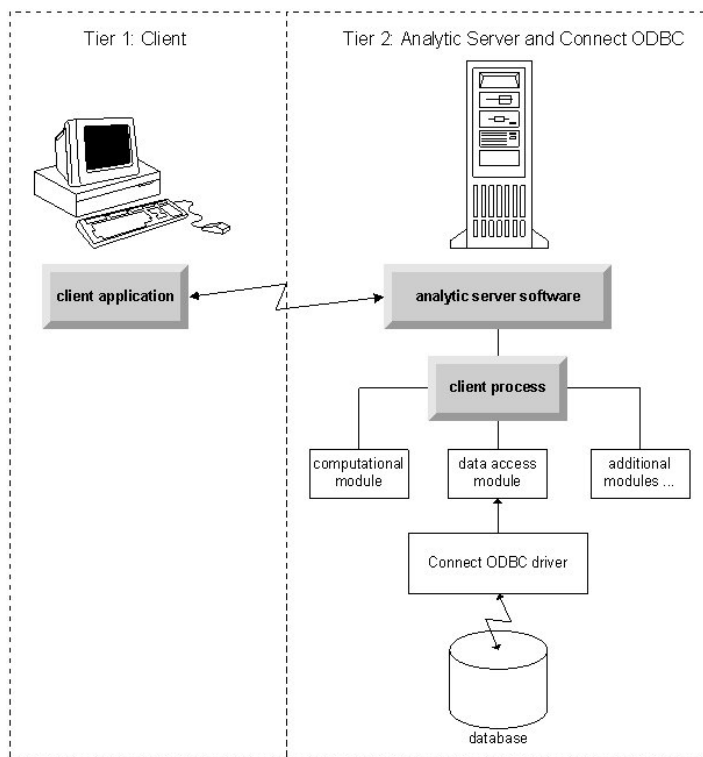 Tier 1: Client
Tier 2: Analytic Server and Connect ODBC
client application
analytic server software
client process
computational
module
data access
module
additional
modules ...
Connect ODBC driver
database